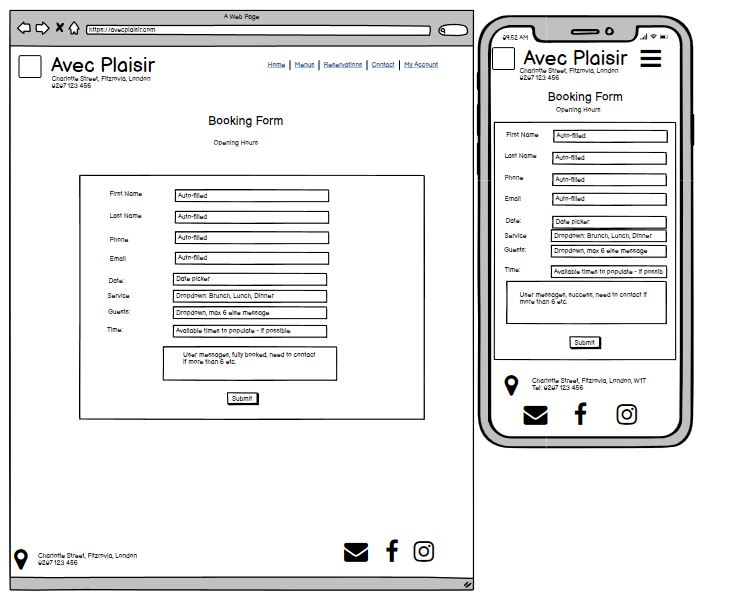 A Web Page
https://avecplaisir.com
Avec Plaisir
Charlotte Street, Fitzrovia, London
0207 123 456
Home | Menus | Reservations | Contact | My Account
Booking Form
Opening Hours
First Name Auto-filled
Last Name Auto-filled
Phone Auto-filled
Email Auto-filled
Date: Date picker
Service Dropdown: Brunch, Lunch, Dinner
Guests: Dropdown, max 6 else message
Time: Available times to populate - if possible.
User messages, fully booked, need to contact
if more than 6 etc.
Submit
Charlotte Street, Fitzrovia, London
0207 123 456
09:52 AM
Avec Plaisir
Charlotte Street, Fitzrovia, London
0207 123 456
Booking Form
Opening Hours
First Name Auto-filled
Last Name Auto-filled
Phone Auto-filled
Email Auto-filled
Date: Date picker
Service Dropdown: Brunch, Lunch, Dinner
Guests: Dropdown, max 6 else message
Time: Available times to populate - if possib
User messages, success, need to contact if
more than 6 etc.
Submit
Charlotte Street, Fitzrovia, London, W1T
Tel: 0207 123 456